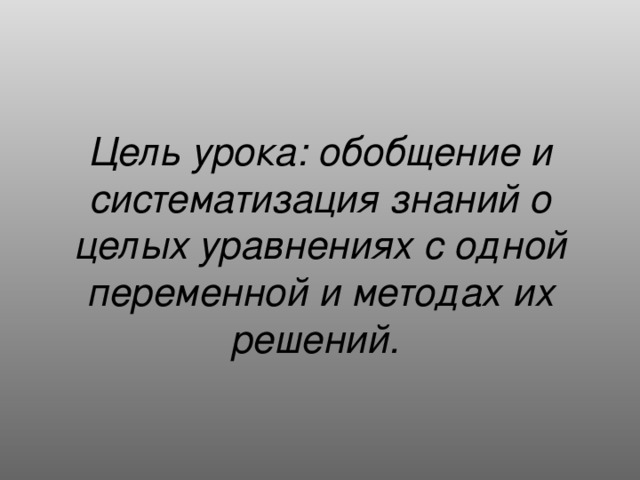 Цель урока: обобщение и
систематизация знаний о
целых уравнениях с одной
переменной и методах их
решений.